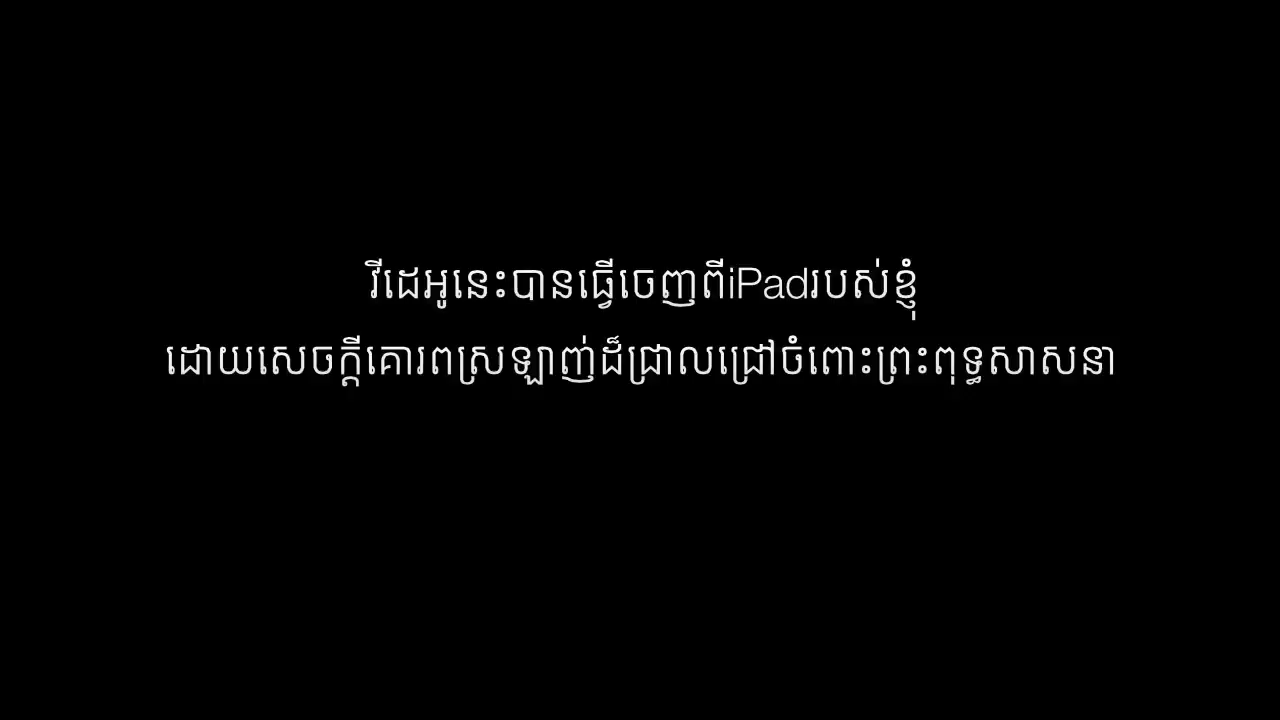 វីដេអូនេះបានធ្វើចេញពីiPadរបស់ខ្ញុំ
ដោយសេចក្ដីគោរពស្រឡាញ់ដ៏ជ្រាលជ្រៅចំពោះព្រះពុទ្ធសាសនា